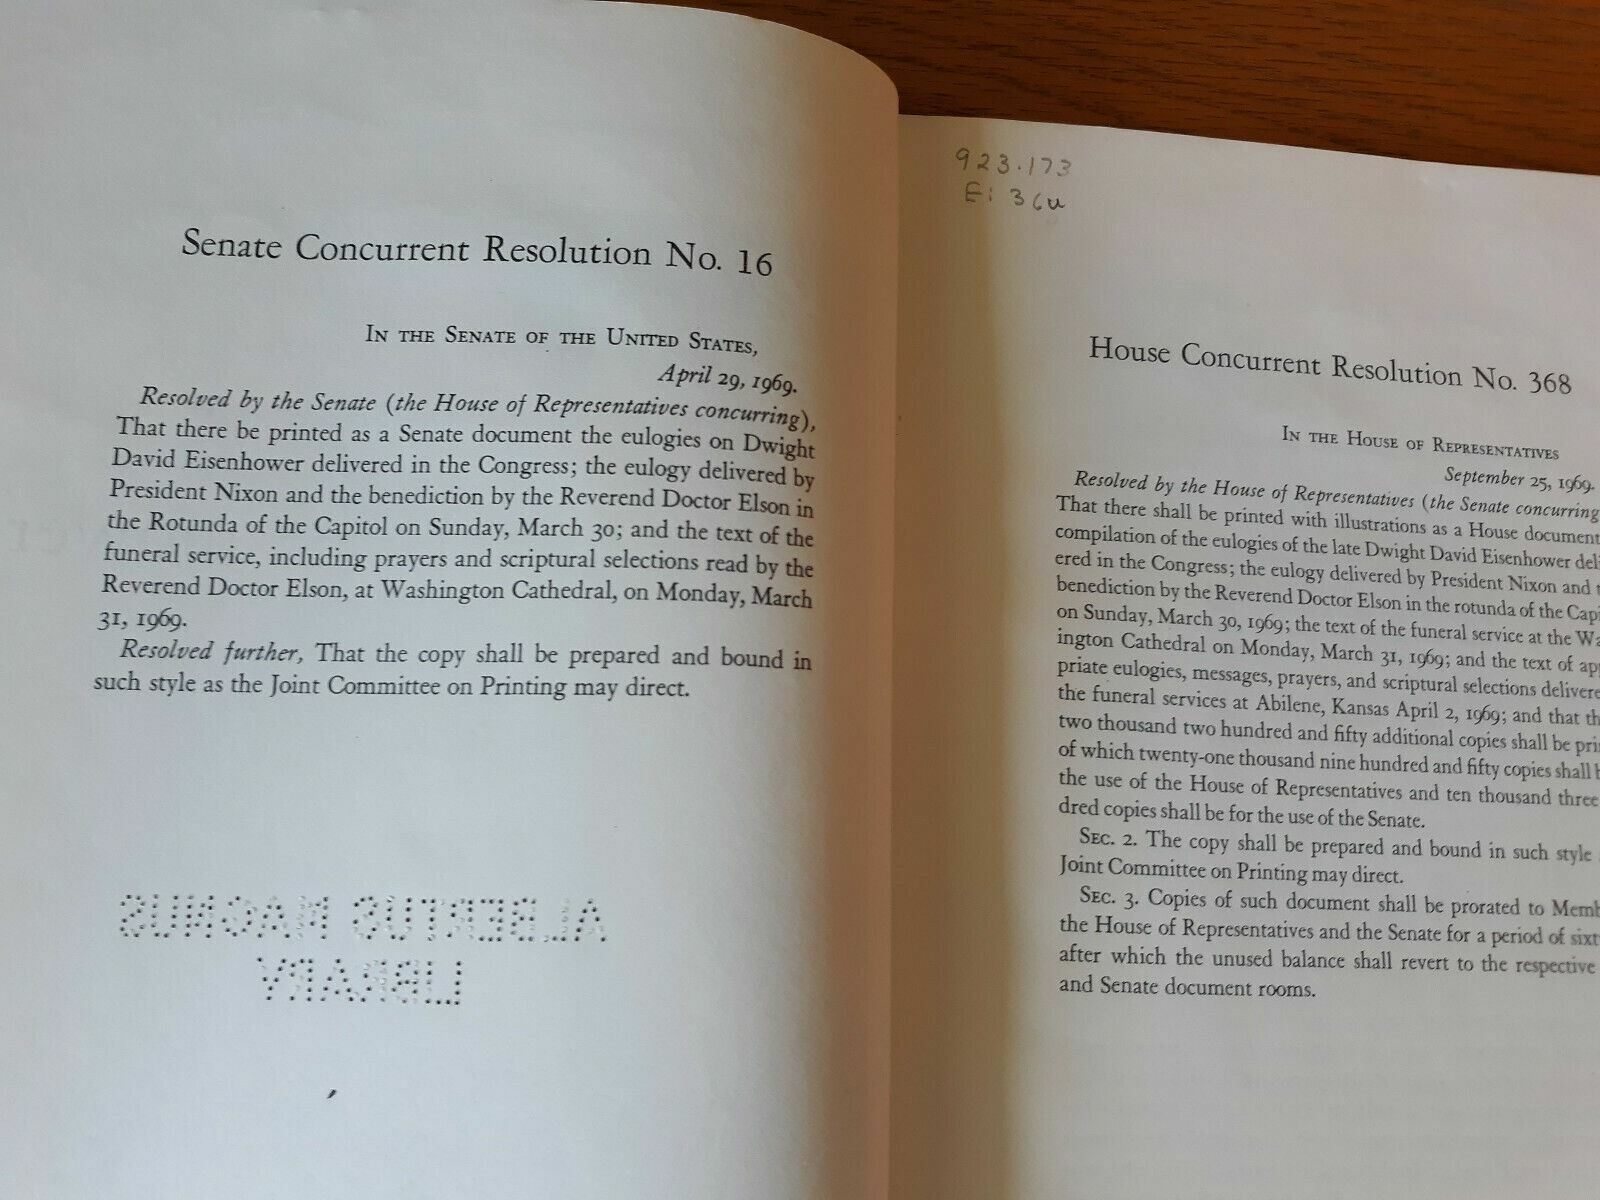 Senate Concurrent Resolution No. 16
In the Senate of the United States,
April 29, 1969.
Resolved by the Senate (the House of Representatives concurring),
That there be printed as a Senate document the eulogies on Dwight
David Eisenhower delivered in the Congress; the eulogy delivered by
President Nixon and the benediction by the Reverend Doctor Elson in
the Rotunda of the Capitol on Sunday, March 30; and the text of the
funeral service, including prayers and scriptural selections read by the
Reverend Doctor Elson, at Washington Cathedral, on Monday, March
31, 1969.
Resolved further, That the copy shall be prepared and bound in
such style as the Joint Committee on Printing may direct.
ALBERTUS MAGNUS
LIBRARY
923.173
Ei 36u
House Concurrent Resolution No. 368
In the House of Representatives
September 25, 1969.
Resolved by the House of Representatives (the Senate concurring
That there shall be printed with illustrations as a House document
compilation of the eulogies of the late Dwight David Eisenhower deli
ered in the Congress; the eulogy delivered by President Nixon and
benediction by the Reverend Doctor Elson in the rotunda of the Capi
on Sunday, March 30, 1969; the text of the funeral service at the Wa
ington Cathedral on Monday, March 31, 1969; and the text of ap
priate eulogies, messages, prayers, and scriptural selections delivere
the funeral services at Abilene, Kansas April 2, 1969; and that th
two thousand two hundred and fifty additional copies shall be pri
of which twenty-one thousand nine hundred and fifty copies shall b
the use of the House of Representatives and ten thousand three
dred copies shall be for the use of the Senate.
Sec. 2. The copy shall be prepared and bound in such style
Joint Committee on Printing may direct.
Sec. 3. Copies of such document shall be prorated to Memb
the House of Representatives and the Senate for a period of sixt
after which the unused balance shall revert to the respective
and Senate document rooms.